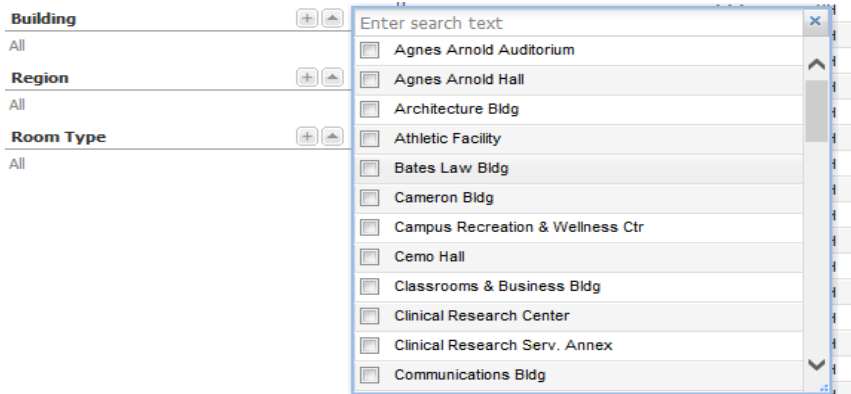 Building
All
Region
All
Room Type
All
Enter search text
Agnes Arnold Auditorium
Agnes Arnold Hall
Architecture Bldg
Athletic Facility
Bates Law Bldg
Cameron Bldg
Campus Recreation & Wellness Ctr
Cemo Hall
Classrooms & Business Bldg
Clinical Research Center
Clinical Research Serv. Annex
Communications Bldg